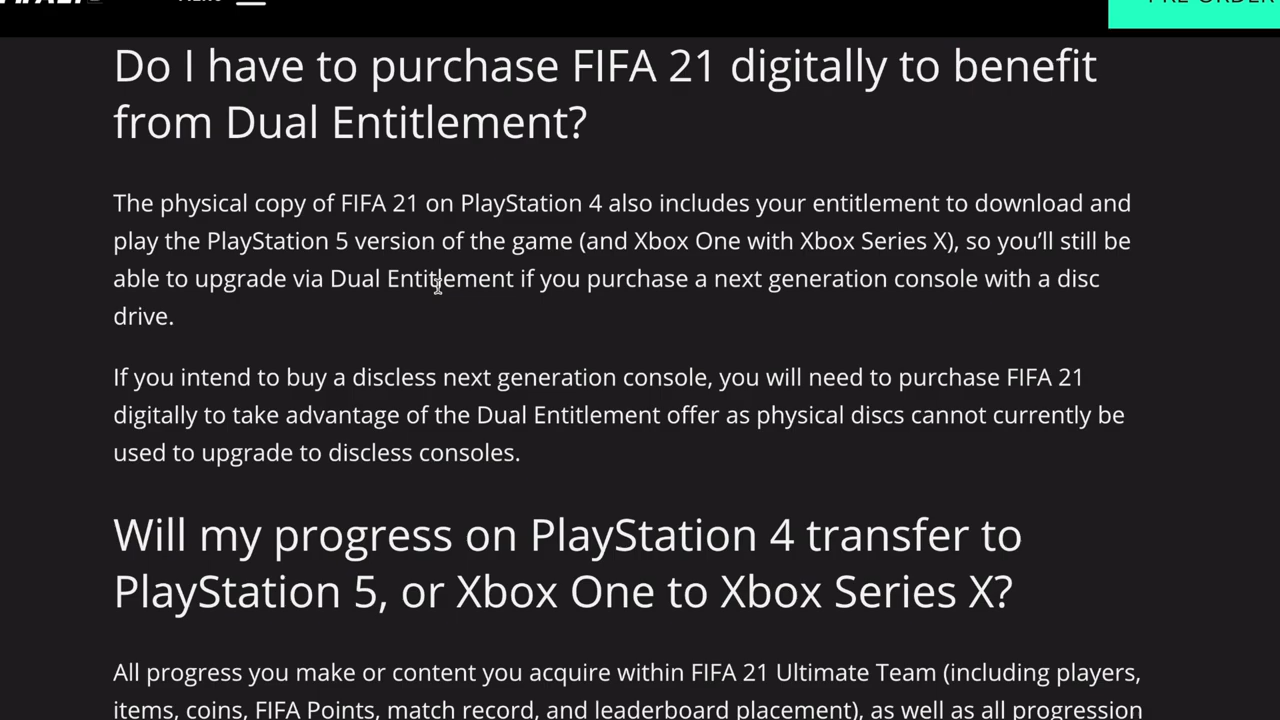 Do I have to purchase FIFA 21 digitally to benefit
from Dual Entitlement?
The physical copy of FIFA 21 on PlayStation 4 also includes your entitlement to download and
play the PlayStation 5 version of the game (and Xbox One with Xbox Series X), so you’ll still be
able to upgrade via Dual Entitlement if you purchase a next generation console with a disc
drive.
If you intend to buy a discless next generation console, you will need to purchase FIFA 21
digitally to take advantage of the Dual Entitlement offer as physical discs cannot currently be
used to upgrade to discless consoles.
Will my progress on PlayStation 4 transfer to
PlayStation 5, or Xbox One to Xbox Series X?
All progress you make or content you acquire within FIFA 21 Ultimate Team (including players,
items, coins, FIFA Points, match record, and leaderboard placement), as well as all progression